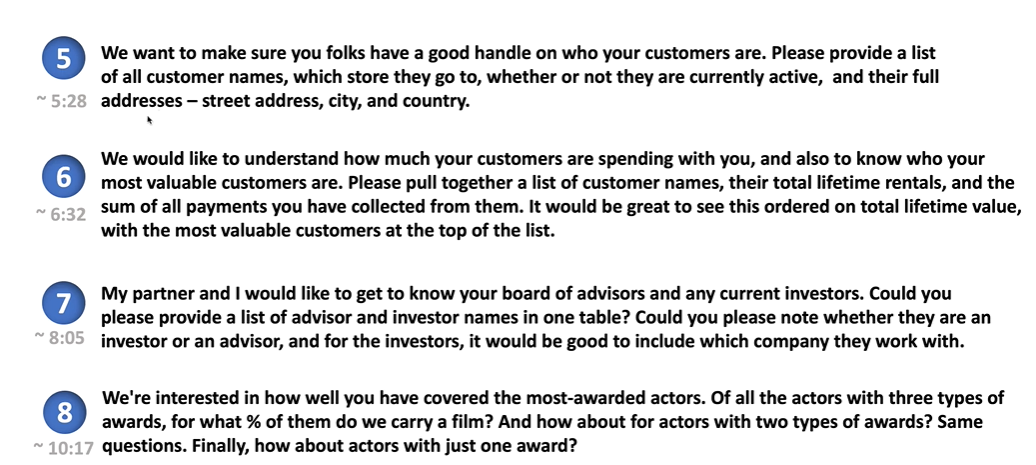 5
We want to make sure you folks have a good handle on who your customers are. Please provide a list
of all customer names, which store they go to, whether or not they are currently active,  and their full
addresses – street address, city, and country.
~ 5:28
6
We would like to understand how much your customers are spending with you, and also to know who your
most valuable customers are. Please pull together a list of customer names, their total lifetime rentals, and the
sum of all payments you have collected from them. It would be great to see this ordered on total lifetime value,
with the most valuable customers at the top of the list.
~ 6:32
7
My partner and I would like to get to know your board of advisors and any current investors. Could you
please provide a list of advisor and investor names in one table? Could you please note whether they are an
investor or an advisor, and for the investors, it would be good to include which company they work with.
~ 8:05
8
We're interested in how well you have covered the most-awarded actors. Of all the actors with three types of
awards, for what % of them do we carry a film? And how about for actors with two types of awards? Same
questions. Finally, how about actors with just one award?
~ 10:17